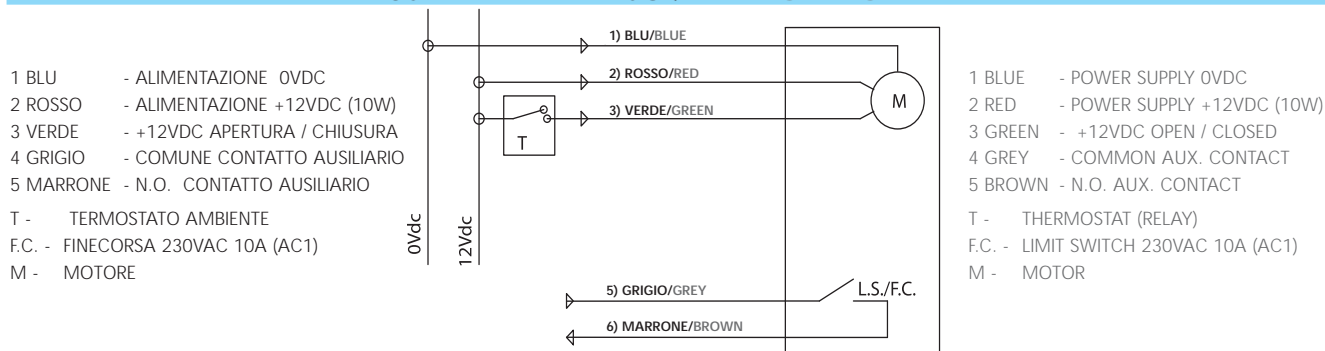 1 BLU - ALIMENTAZIONE 0VDC
2 ROSSO - ALIMENTAZIONE +12VDC (10W)
3 VERDE - +12VDC APERTURA / CHIUSURA
4 GRIGIO - COMUNE CONTATTO AUSILIARIO
5 MARRONE - N.O. CONTATTO AUSILIARIO
T - TERMOSTATO AMBIENTE
F.C. - FINECORSA 230VAC 10A (AC1)
M - MOTORE
0Vdc
12Vdc
1) BLU/BLUE
2) ROSSO/RED
3) VERDE/GREEN
T
M
5) GRIGIO/GREY
L.S./F.C.
6) MARRONE/BROWN
1 BLUE - POWER SUPPLY 0VDC
2 RED - POWER SUPPLY +12VDC (10W)
3 GREEN - +12VDC OPEN / CLOSED
4 GREY - COMMON AUX. CONTACT
5 BROWN - N.O. AUX. CONTACT
T - THERMOSTAT (RELAY)
F.C. - LIMIT SWITCH 230VAC 10A (AC1)
M - MOTOR